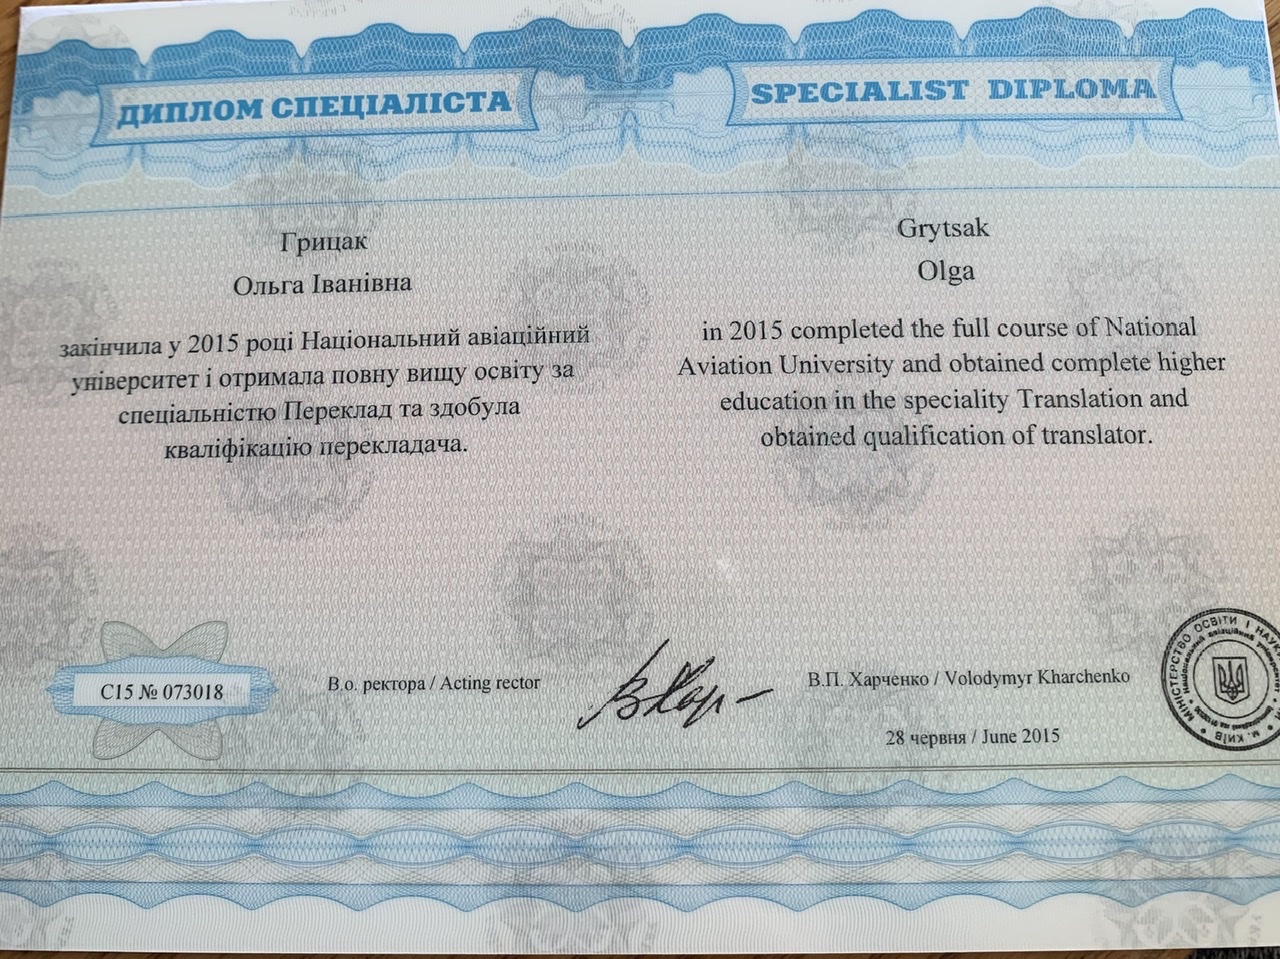 ДИПЛОМ СПЕЦІАЛІСТА
Грицак
Ольга Іванівна
закінчила у 2015 році Національний авіаційний
університет і отримала повну вищу освіту за
спеціальністю Переклад та здобула
кваліфікацію перекладача.
SPECIALIST DIPLOMA
Grytsak
Olga
in 2015 completed the full course of National
Aviation University and obtained complete higher
education in the speciality Translation and
obtained qualification of translator.
С15 № 073018
В.о. ректора / Acting rector
В.П. Харченко / Volodymyr Kharchenko
28 червня / June 2015
МІНІСТЕРСТВО ОСВІТИ І НАУКИ
Національний авіаційний університет
М. КИЇВ